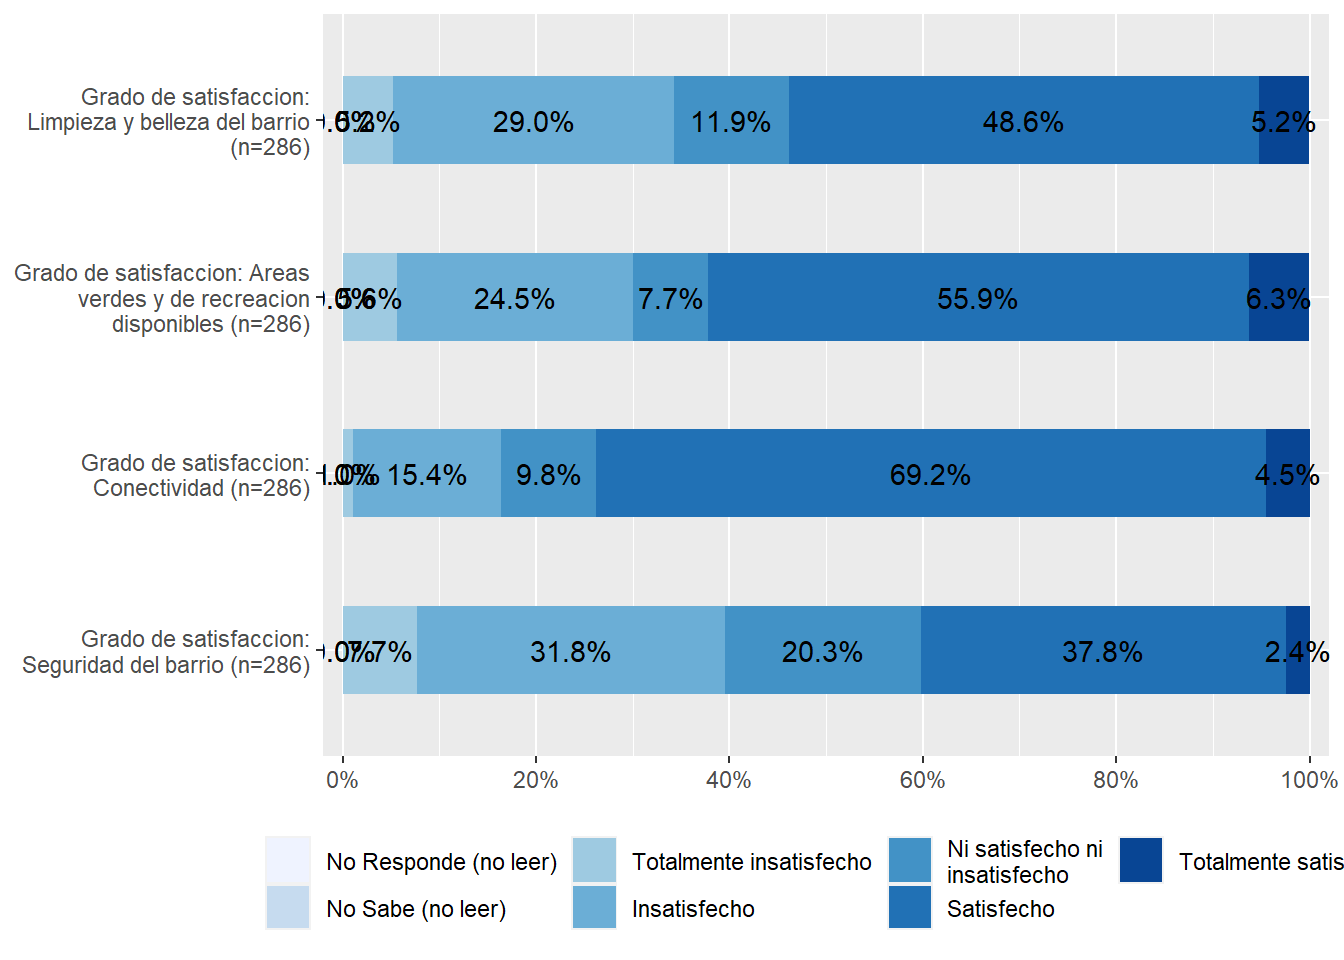 Grado de satisfaccion:
Limpieza y belleza del barrio
(n=286)
29.0% 11.9% 48.6% 5.2%
Grado de satisfaccion: Areas
verdes y de recreacion
disponibles (n=286)
5.6% 24.5% 7.7% 55.9% 6.3%
Grado de satisfaccion:
Conectividad (n=286)
15.4% 9.8% 69.2% 4.5%
Grado de satisfaccion:
Seguridad del barrio (n=286)
7.7% 31.8% 20.3% 37.8% 2.4%
0% 20% 40% 60% 80% 100%
No Responde (no leer)
No Sabe (no leer)
Totalmente insatisfecho
Insatisfecho
Ni satisfecho ni
insatisfecho
Satisfecho
Totalmente satis